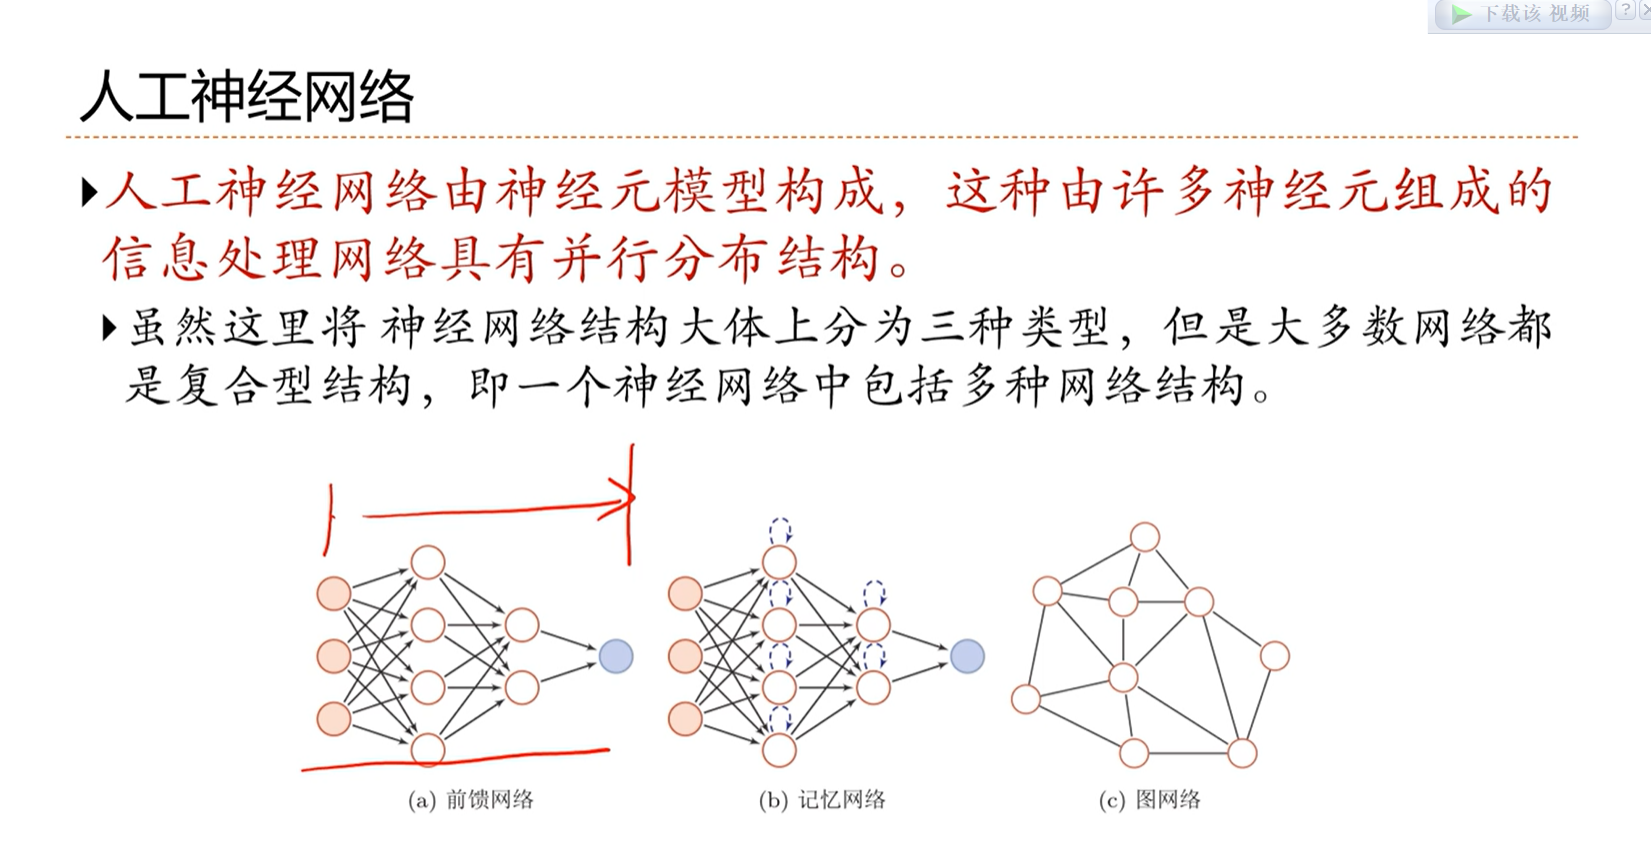 下载该 视频
人工神经网络
人工神经网络由神经元模型构成，这种由许多神经元组成的
信息处理网络具有并行分布结构。
虽然这里将 神经网络结构大体上分为三种类型，但是大多数网络都
是复合型结构，即一个神经网络中包括多种网络结构。
(a) 前馈网络
(b) 记忆网络
(c) 图网络